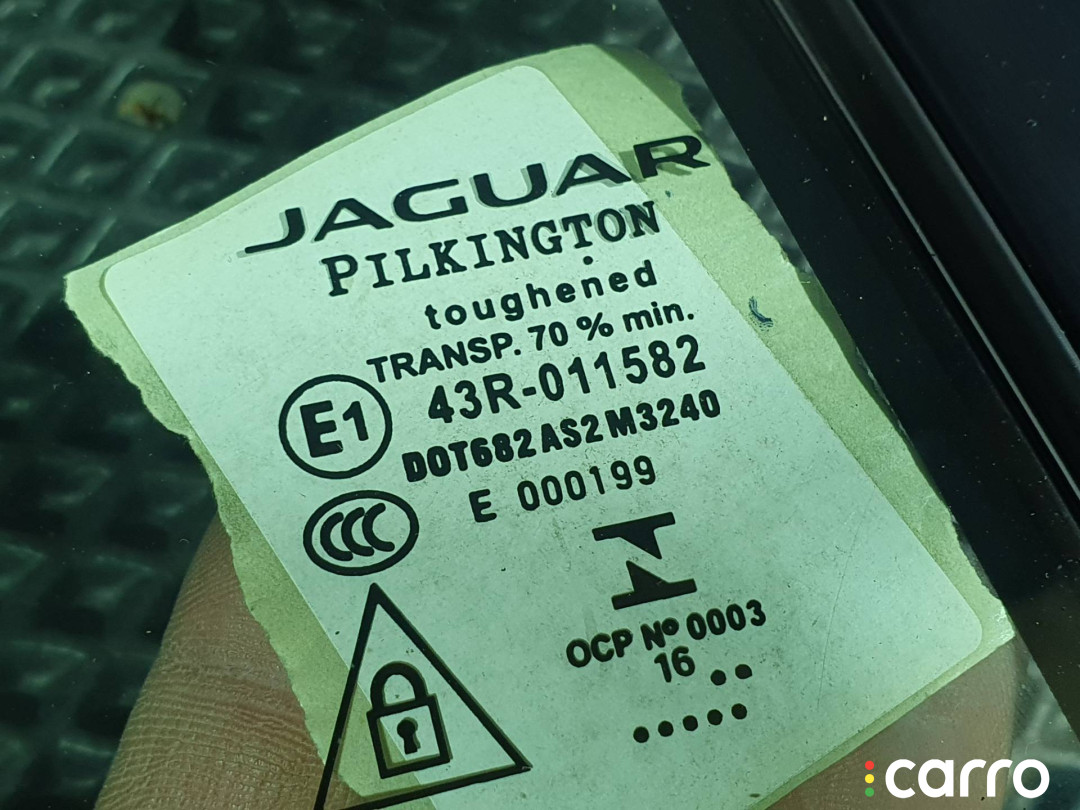 JAGUAR
PILKINGTON
toughened
TRANSP. 70 % min.
43R-011582
E1
DOT682 AS2 M3240
E 000199
CCC
OCP Nº 0003
16 ..
.....
carro